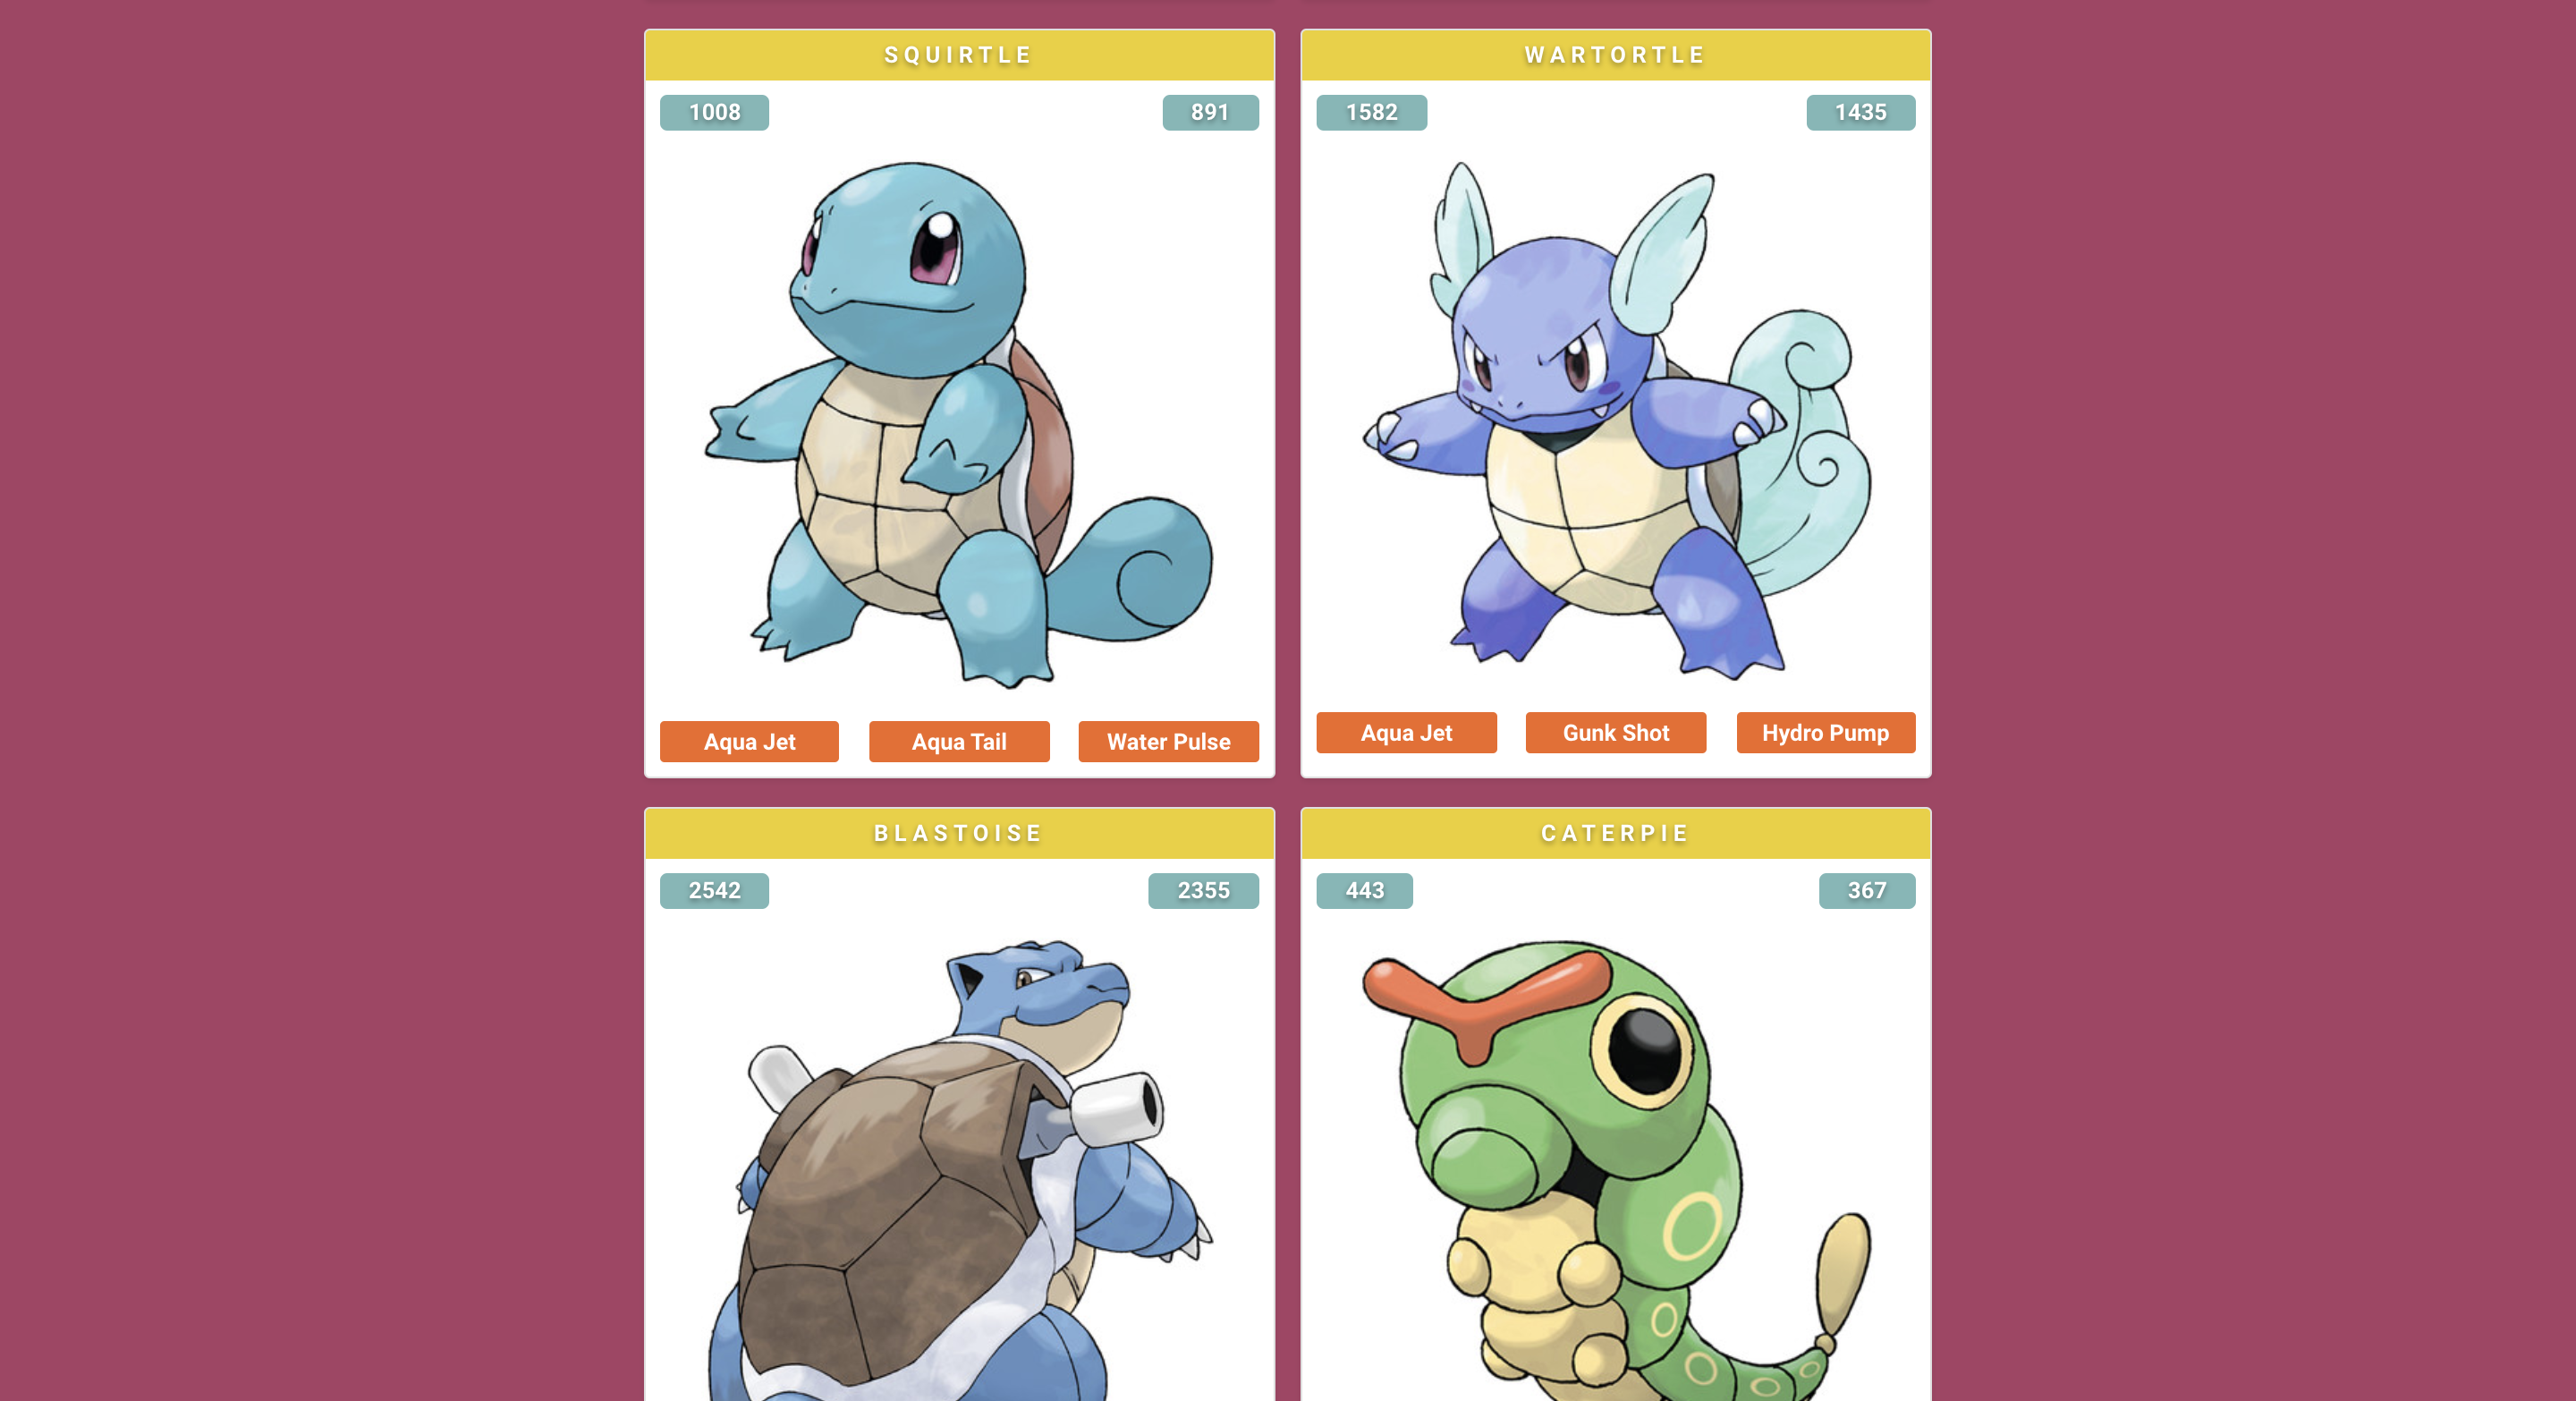 SQUIRTLE
1008 891
Aqua Jet Aqua Tail Water Pulse
WARTORTLE
1582 1435
Aqua Jet Gunk Shot Hydro Pump
BLASTOISE
2542 2355
CATERPIE
443 367